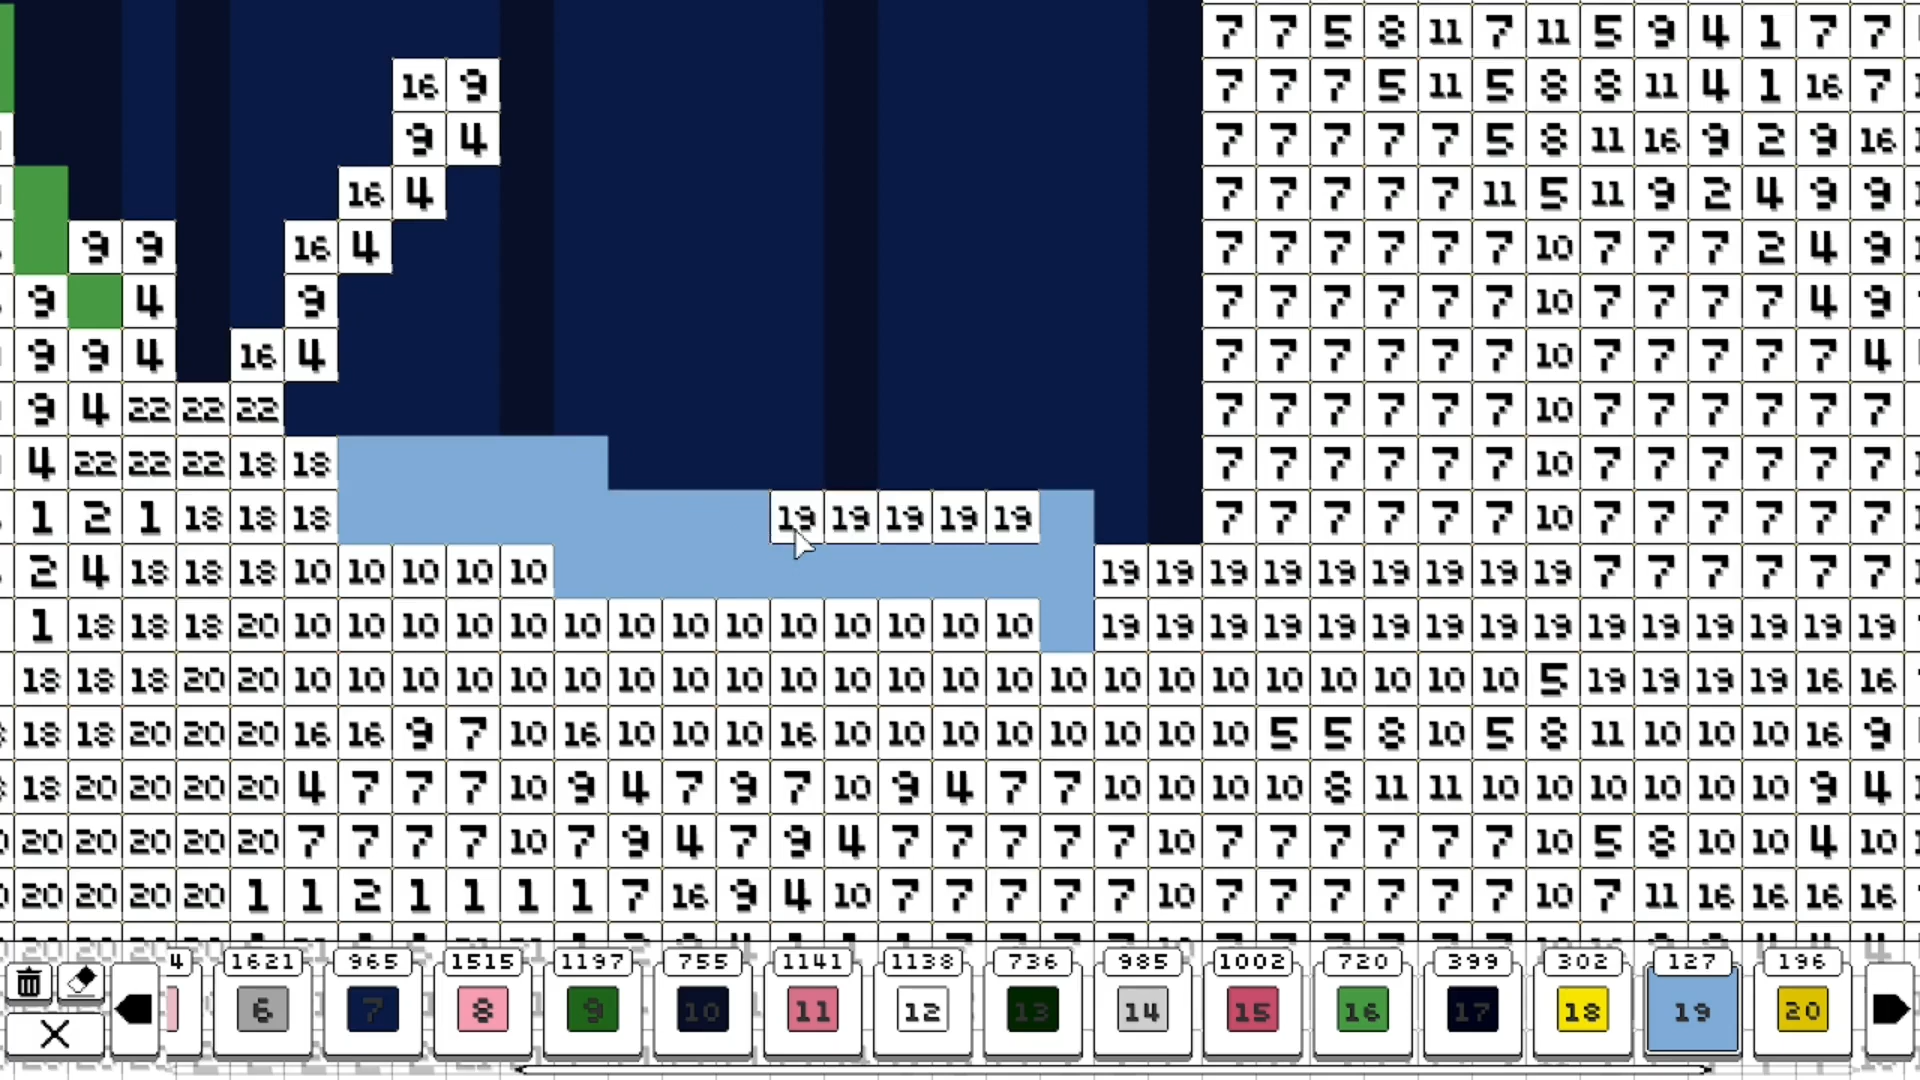 7 7 5 8 11 7 11 5 9 4 1 7 7
16 9 7 7 7 5 11 5 8 8 11 4 1 16 7
9 4 7 7 7 7 7 5 8 11 16 9 2 9 16
16 4 7 7 7 7 7 11 5 11 9 2 4 9 9
9 9 16 4 7 7 7 7 7 7 10 7 7 7 2 4 9
9 4 9 7 7 7 7 7 7 10 7 7 7 7 4 9
9 9 4 16 4 7 7 7 7 7 7 10 7 7 7 7 7 4
9 4 22 22 22 7 7 7 7 7 7 10 7 7 7 7 7 7
4 22 22 22 18 18 7 7 7 7 7 7 10 7 7 7 7 7 7
1 2 1 18 18 18 19 19 19 19 19 7 7 7 7 7 7 10 7 7 7 7 7 7
2 4 18 18 18 10 10 10 10 10 19 19 19 19 19 19 19 19 19 7 7 7 7 7 7
1 18 18 18 20 10 10 10 10 10 10 10 10 10 10 10 10 10 10 19 19 19 19 19 19 19 19 19 19 19 19 19 19 19
18 18 18 20 20 10 10 10 10 10 10 10 10 10 10 10 10 10 10 10 10 10 10 10 10 10 10 10 5 19 19 19 19 16 16
18 18 20 20 20 16 16 9 7 10 16 10 10 10 16 10 10 10 10 10 10 10 10 5 5 8 10 5 8 11 10 10 10 16 9
18 20 20 20 20 4 7 7 7 10 9 4 7 9 7 10 9 4 7 7 10 10 10 10 8 11 11 10 10 10 10 10 10 9 4
20 20 20 20 20 7 7 7 7 10 7 9 4 7 9 4 7 7 7 7 7 10 7 7 7 7 7 7 10 5 8 10 10 4 10
20 20 20 20 1 1 2 1 1 1 1 7 16 9 4 10 7 7 7 7 7 10 7 7 7 7 7 7 10 7 11 16 16 16 16
4 1621 965 1515 1197 755 1141 1138 736 985 1002 720 399 302 127 196
6 7 8 9 10 11 12 13 14 15 16 17 18 19 20